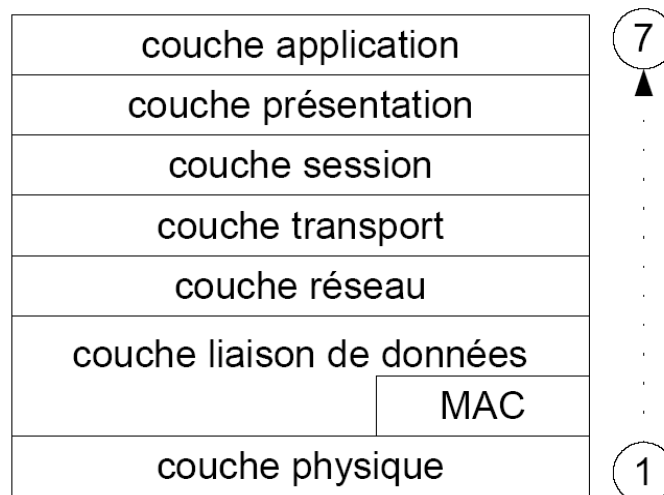 couche application
7
couche présentation
couche session
couche transport
couche réseau
couche liaison de données
MAC
couche physique
1